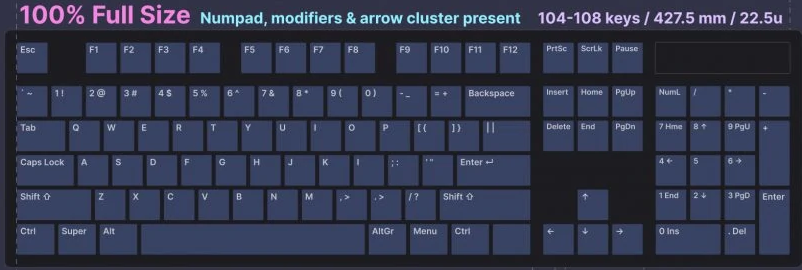 100% Full Size Numpad, modifiers & arrow cluster present 104-108 keys / 427.5 mm / 22.5u
Esc F1 F2 F3 F4 F5 F6 F7 F8 F9 F10 F11 F12 PrtSc ScrLk Pause
` ~ 1 ! 2 @ 3 # 4 $ 5 % 6 ^ 7 & 8 * 9 ( 0 ) - _ = + Backspace Insert Home PgUp NumL / * -
Tab Q W E R T Y U I O P [ { ] } | | Delete End PgDn 7 Hme 8 ↑ 9 PgU +
Caps Lock A S D F G H J K I ; : ' " Enter ↵ 4 ← 5 6 →
Shift ⇧ Z X C V B N M , > . > / ? Shift ⇧ ↑ 1 End 2 ↓ 3 PgD Enter
Ctrl Super Alt AltGr Menu Ctrl ← ↓ → 0 Ins . Del